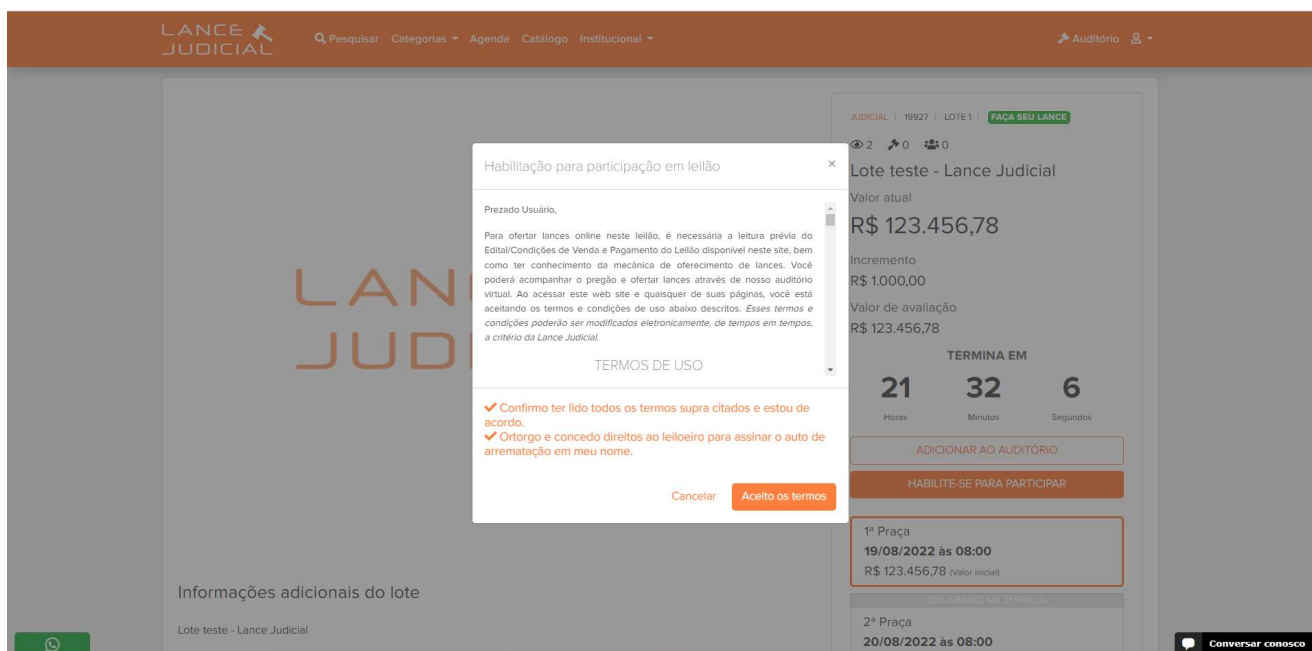 LANCE
JUDICIAL
Pesquisar Categorias Agenda Catálogo Institucional
Auditório
JUDICIAL | 19927 | LOTE 1 | FAÇA SEU LANCE
2 0 0
Lote teste - Lance Judicial
Valor atual
R$ 123.456,78
Incremento
R$ 1.000,00
Valor de avaliação
R$ 123.456,78
TERMINA EM
21 32 6
Horas Minutos Segundos
ADICIONAR AO AUDITÓRIO
HABILITE-SE PARA PARTICIPAR
1ª Praça
19/08/2022 às 08:00
R$ 123.456,78 (Valor inicial)
2ª Praça
20/08/2022 às 08:00
Habilitação para participação em leilão ×
Prezado Usuário,
Para ofertar lances online neste leilão, é necessária a leitura prévia do
Edital/Condições de Venda e Pagamento do Leilão disponível neste site, bem
como ter conhecimento da mecânica de oferecimento de lances. Você
poderá acompanhar o pregão e ofertar lances através de nosso auditório
virtual. Ao acessar este web site e quaisquer de suas páginas, você está
aceitando os termos e condições de uso abaixo descritos. Esses termos e
condições poderão ser modificados eletronicamente, de tempos em tempos,
a critério da Lance Judicial.
TERMOS DE USO
Confirmo ter lido todos os termos supra citados e estou de
acordo.
Ortorgo e concedo direitos ao leiloeiro para assinar o auto de
arrematação em meu nome.
Cancelar Aceito os termos
LAN
JUD
Informações adicionais do lote
Lote teste - Lance Judicial
Conversar conosco